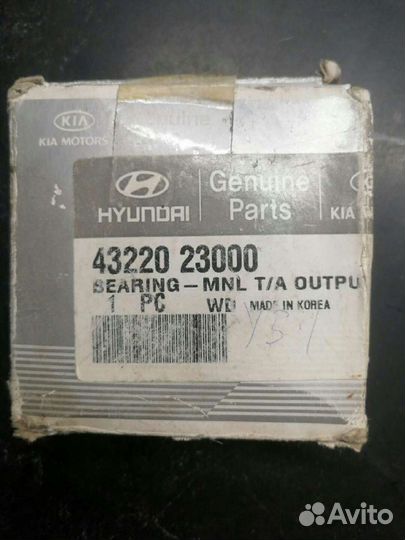 KIA
KIA MOTORS
Genuine
HYUNDAI
Genuine
Parts
KIA
43220 23000
BEARING-MNL T/A OUTPU
1 PC WD MADE IN KOREA
Avito